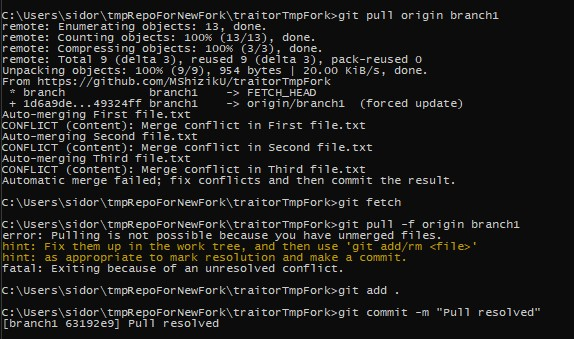 C:\Users\sidor\tmpRepoForNewFork\traitorTmpFork>git pull origin branch1
remote: Enumerating objects: 13, done.
remote: Counting objects: 100% (13/13), done.
remote: Compressing objects: 100% (3/3), done.
remote: Total 9 (delta 3), reused 9 (delta 3), pack-reused 0
Unpacking objects: 100% (9/9), 954 bytes | 20.00 KiB/s, done.
From https://github.com/MShizikU/traitorTmpFork
 * branch            branch1    -> FETCH_HEAD
 + 1d6a9de...49324ff branch1    -> origin/branch1  (forced update)
Auto-merging First file.txt
CONFLICT (content): Merge conflict in First file.txt
Auto-merging Second file.txt
CONFLICT (content): Merge conflict in Second file.txt
Auto-merging Third file.txt
CONFLICT (content): Merge conflict in Third file.txt
Automatic merge failed; fix conflicts and then commit the result.
C:\Users\sidor\tmpRepoForNewFork\traitorTmpFork>git fetch
C:\Users\sidor\tmpRepoForNewFork\traitorTmpFork>git pull -f origin branch1
error: Pulling is not possible because you have unmerged files.
hint: Fix them up in the work tree, and then use 'git add/rm <file>'
hint: as appropriate to mark resolution and make a commit.
fatal: Exiting because of an unresolved conflict.
C:\Users\sidor\tmpRepoForNewFork\traitorTmpFork>git add .
C:\Users\sidor\tmpRepoForNewFork\traitorTmpFork>git commit -m "Pull resolved"
[branch1 63192e9] Pull resolved